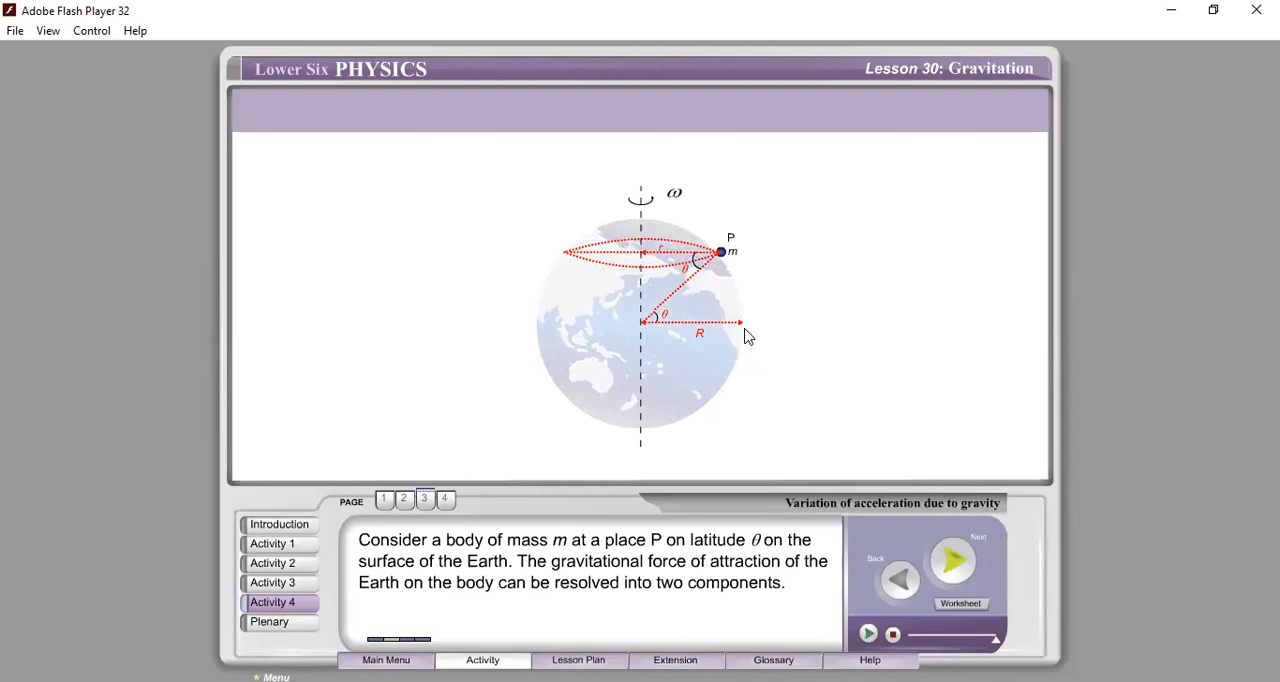 Adobe Flash Player 32
File View Control Help
Lower Six PHYSICS
Lesson 30: Gravitation
ω
P
r
m
θ
θ
R
PAGE 1 2 3 4
Variation of acceleration due to gravity
Introduction
Activity 1
Activity 2
Activity 3
Activity 4
Plenary
Consider a body of mass m at a place P on latitude θ on the
surface of the Earth. The gravitational force of attraction of the
Earth on the body can be resolved into two components.
Next
Back
Worksheet
Main Menu Activity Lesson Plan Extension Glossary Help
★ Menu